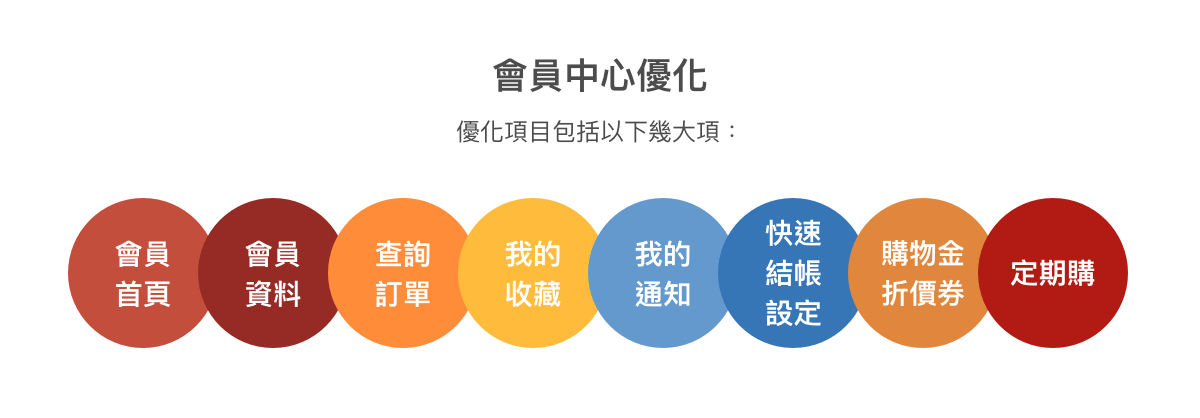 會員中心優化
優化項目包括以下幾大項：
會員
首頁
會員
資料
查詢
訂單
我的
收藏
我的
通知
快速
結帳
設定
購物金
折價券
定期購